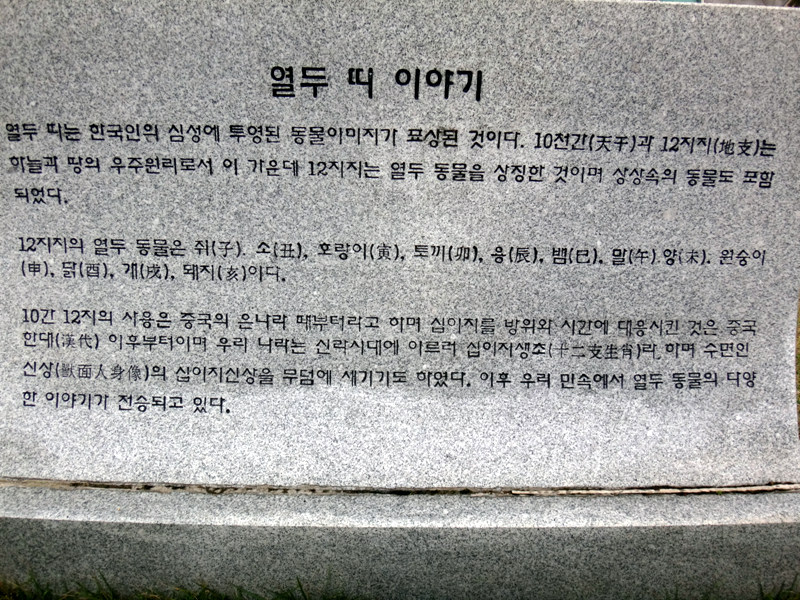 열두 띠 이야기
열두 띠는 한국인의 심성에 투영된 동물이미지가 표상된 것이다. 10천간(天干)과 12지지(地支)는
하늘과 땅의 우주원리로서 이 가운데 12지지는 열두 동물을 상징한 것이며 상상속의 동물도 포함
되었다.
12지지의 열두 동물은 쥐(子). 소(丑), 호랑이(寅), 토끼(卯), 용(辰), 뱀(巳), 말(午).양(未). 원숭이
(申), 닭(酉), 개(戌), 돼지(亥)이다.
10간 12지의 사용은 중국의 은나라 때부터라고 하며 십이지를 방위와 시간에 대응시킨 것은 중국
한대(漢代) 이후부터이며 우리 나라는 신라시대에 이르러 십이지생초(十二支生肖)라 하며 수면인
신상(獸面人身像)의 십이지신상을 무덤에 새기기도 하였다. 이후 우리 민속에서 열두 동물의 다양
한 이야기가 전승되고 있다.